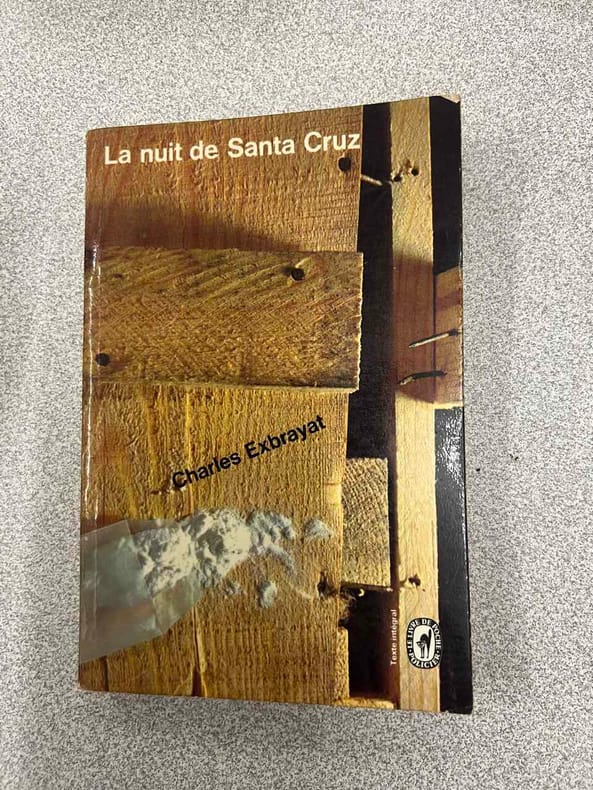 La nuit de Santa Cruz
Charles Exbrayat
Texte intégral
LE LIVRE DE POCHE
POLICIER